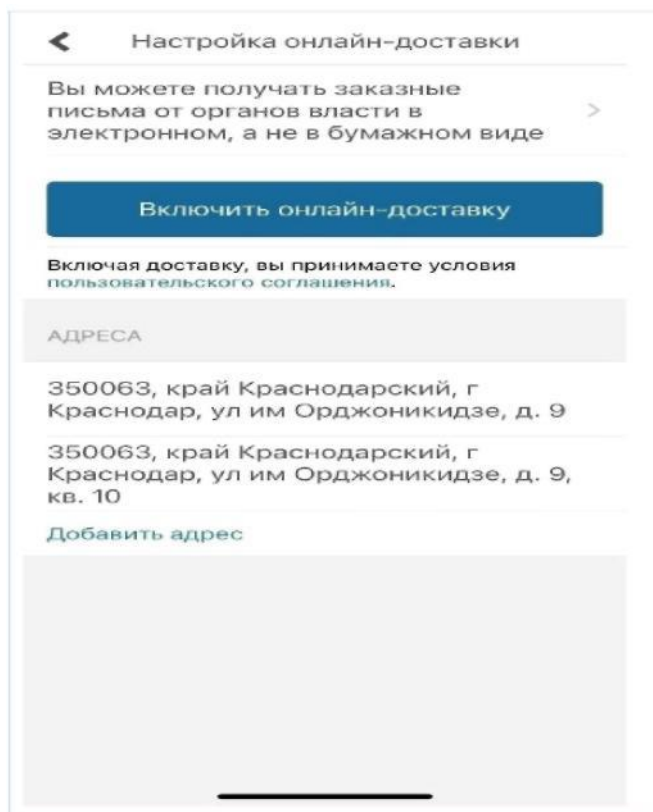 Настройка онлайн-доставки
Вы можете получать заказные
письма от органов власти в
электронном, а не в бумажном виде
Включить онлайн-доставку
Включая доставку, вы принимаете условия
пользовательского соглашения.
АДРЕСА
350063, край Краснодарский, г
Краснодар, ул им Орджоникидзе, д. 9
350063, край Краснодарский, г
Краснодар, ул им Орджоникидзе, д. 9,
кв. 10
Добавить адрес